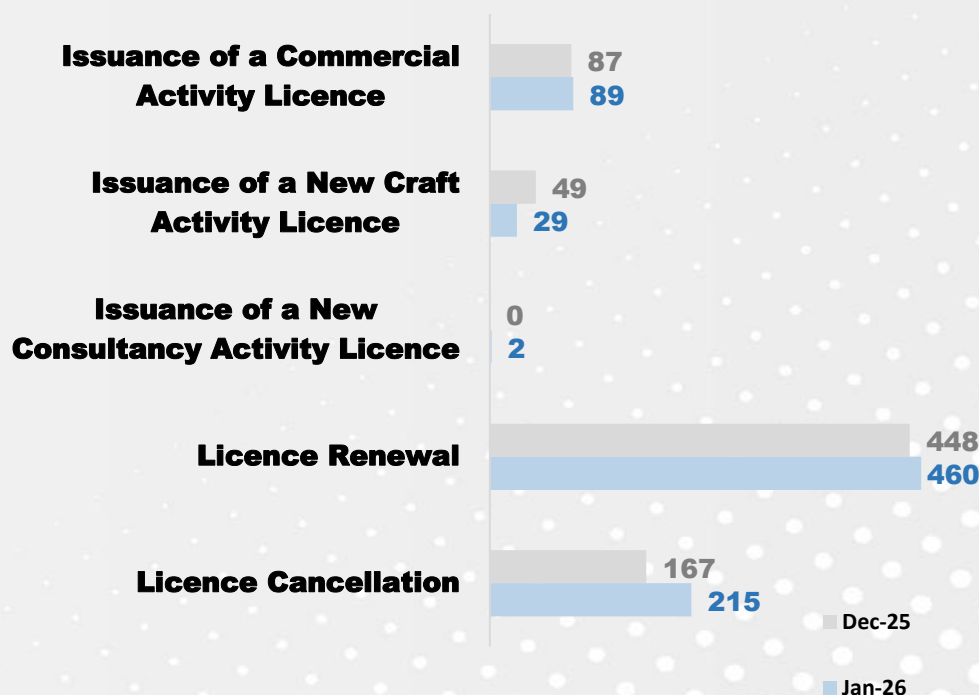 Issuance of a Commercial
Activity Licence
87
89
Issuance of a New Craft
Activity Licence
49
29
Issuance of a New
Consultancy Activity Licence
0
2
Licence Renewal
448
460
Licence Cancellation
167
215
Dec-25
Jan-26